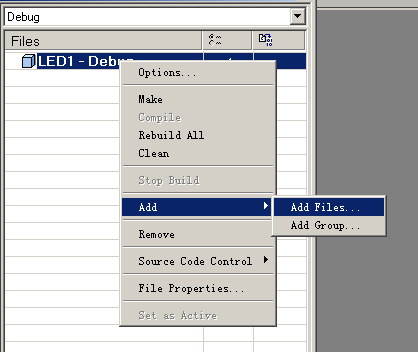 Debug
Files
LED1 - Debug
Options...
Make
Compile
Rebuild All
Clean
Stop Build
Add
Add Files...
Add Group...
Remove
Source Code Control
File Properties...
Set as Active